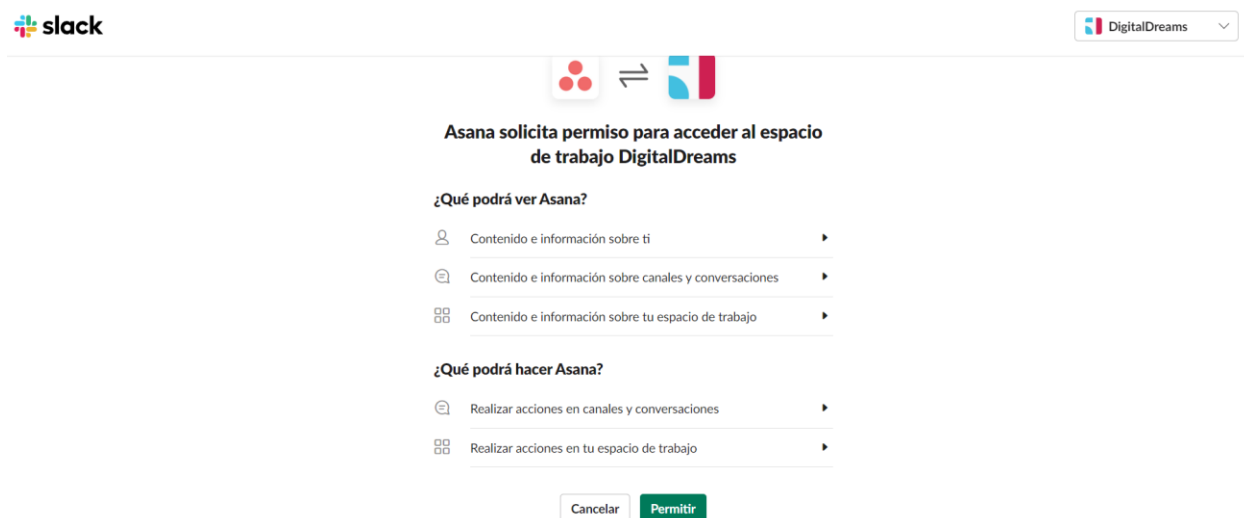 slack
DigitalDreams
Asana solicita permiso para acceder al espacio
de trabajo DigitalDreams
¿Qué podrá ver Asana?
Contenido e información sobre ti
Contenido e información sobre canales y conversaciones
Contenido e información sobre tu espacio de trabajo
¿Qué podrá hacer Asana?
Realizar acciones en canales y conversaciones
Realizar acciones en tu espacio de trabajo
Cancelar Permitir